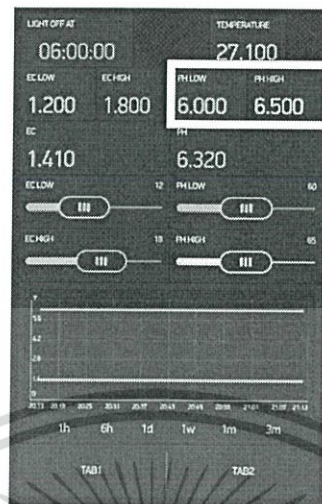 LIGHT OFF AT TEMPERATURE
06:00:00 27.100
EC LOW EC HIGH PH LOW PH HIGH
1.200 1.800 6.000 6.500
EC PH
1.410 6.320
EC LOW 12 PH LOW 60
EC HIGH 18 PH HIGH 65
1h 6h 1d 1w 1m 3m
TAB1 TAB2